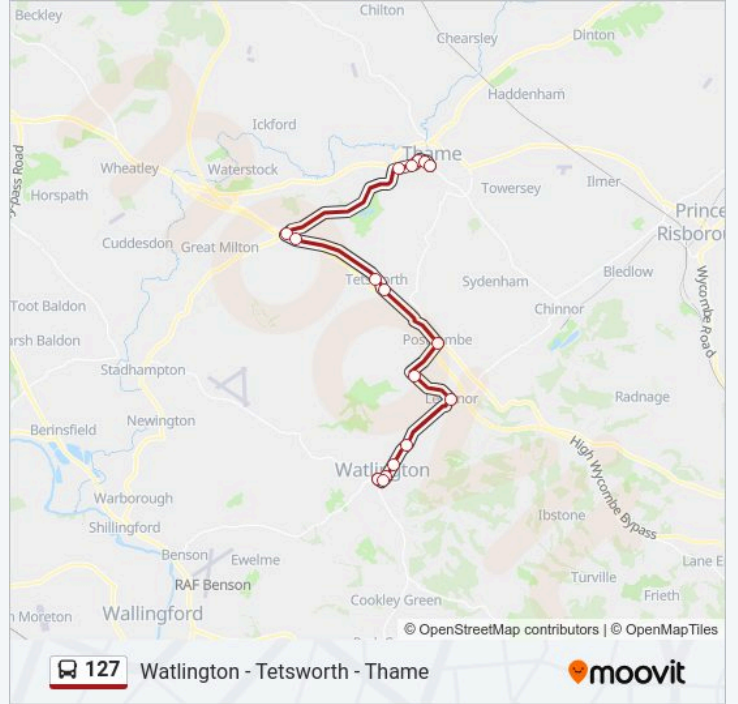 Chilton
Beckley
Chearsley
Dinton
Haddenham
Ickford
Thame
Wheatley
Waterstock
Horspath
Towersey
Ilmer
Prince
Risborou
Cuddesdon
Great Milton
Bledlow
Tetsworth
Sydenham
Toot Baldon
Chinnor
Wycombe Road
arsh Baldon
Stadhampton
Radnage
Newington
Berinsfield
High Wycombe Bypass
Watlington
Warborough
Ibstone
Shillingford
Benson
Ewelme
Lane E
RAF Benson
Turville
Frieth
Cookley Green
n Moreton
Wallingford
© OpenStreetMap contributors | © OpenMapTiles
127
Watlington - Tetsworth - Thame
moovit